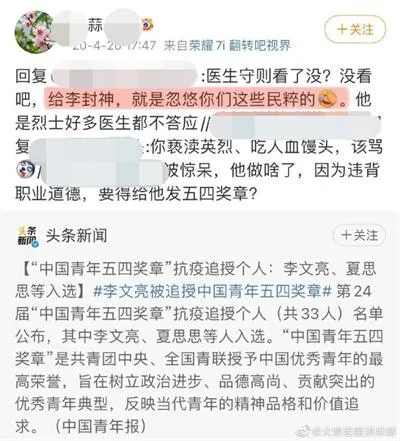 蒜
20-4-20 17:47 来自荣耀7i 翻转吧视界
+关注
回复 :医生守则看了没?没看
吧,给李封神,就是忽悠你们这些民粹的 。他
是烈士好多医生都不答应//
复 :你亵渎英烈、吃人血馒头,该骂
被惊呆,他做啥了,因为违背
职业道德,要得给他发五四奖章?
头条新闻
头条新闻
+关注
【“中国青年五四奖章”抗疫追授个人:李文亮、夏思
思等入选】#李文亮被追授中国青年五四奖章# 第24
届“中国青年五四奖章”抗疫追授个人(共33人)名单
公布,其中李文亮、夏思思等人入选。“中国青年五四
奖章”是共青团中央、全国青联授予中国优秀青年的最
高荣誉,旨在树立政治进步、品德高尚、贡献突出的
优秀青年典型,反映当代青年的精神品格和价值追
求。(中国青年报)